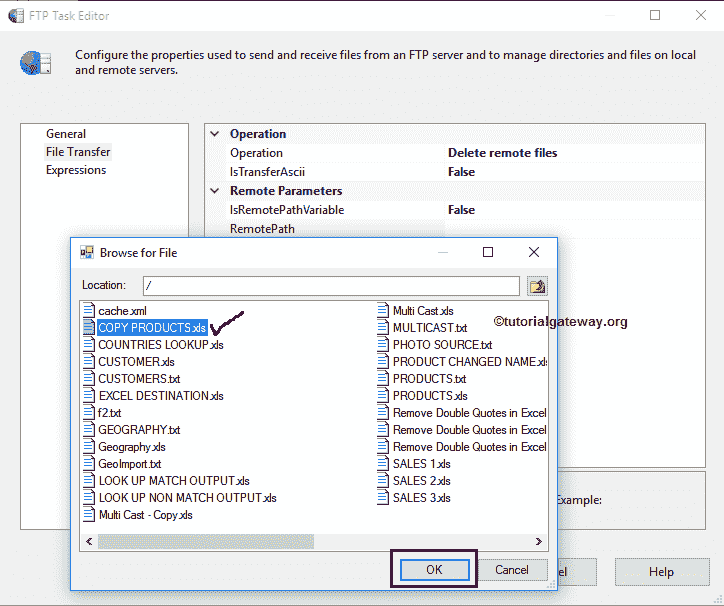 FTP Task Editor
Configure the properties used to send and receive files from an FTP server and to manage directories and files on local
and remote servers.
General
File Transfer
Expressions
Operation
Operation Delete remote files
IsTransferAscii False
Remote Parameters
IsRemotePathVariable False
RemotePath
Browse for File
Location: /
cache.xml
COPY PRODUCTS.xls
COUNTRIES LOOKUP.xls
CUSTOMER.xls
CUSTOMERS.txt
EXCEL DESTINATION.xls
f2.txt
GEOGRAPHY.txt
Geography.xls
GeoImport.txt
LOOK UP MATCH OUTPUT.xls
LOOK UP NON MATCH OUTPUT.xls
Multi Cast - Copy.xls
Multi Cast.xls
MULTICAST.txt
PHOTO SOURCE.txt
PRODUCT CHANGED NAME.xls
PRODUCTS.txt
PRODUCTS.xls
Remove Double Quotes in Excel
Remove Double Quotes in Excel
Remove Double Quotes in Excel
SALES 1.xls
SALES 2.xls
SALES 3.xls
©tutorialgateway.org
Example:
OK Cancel
el Help